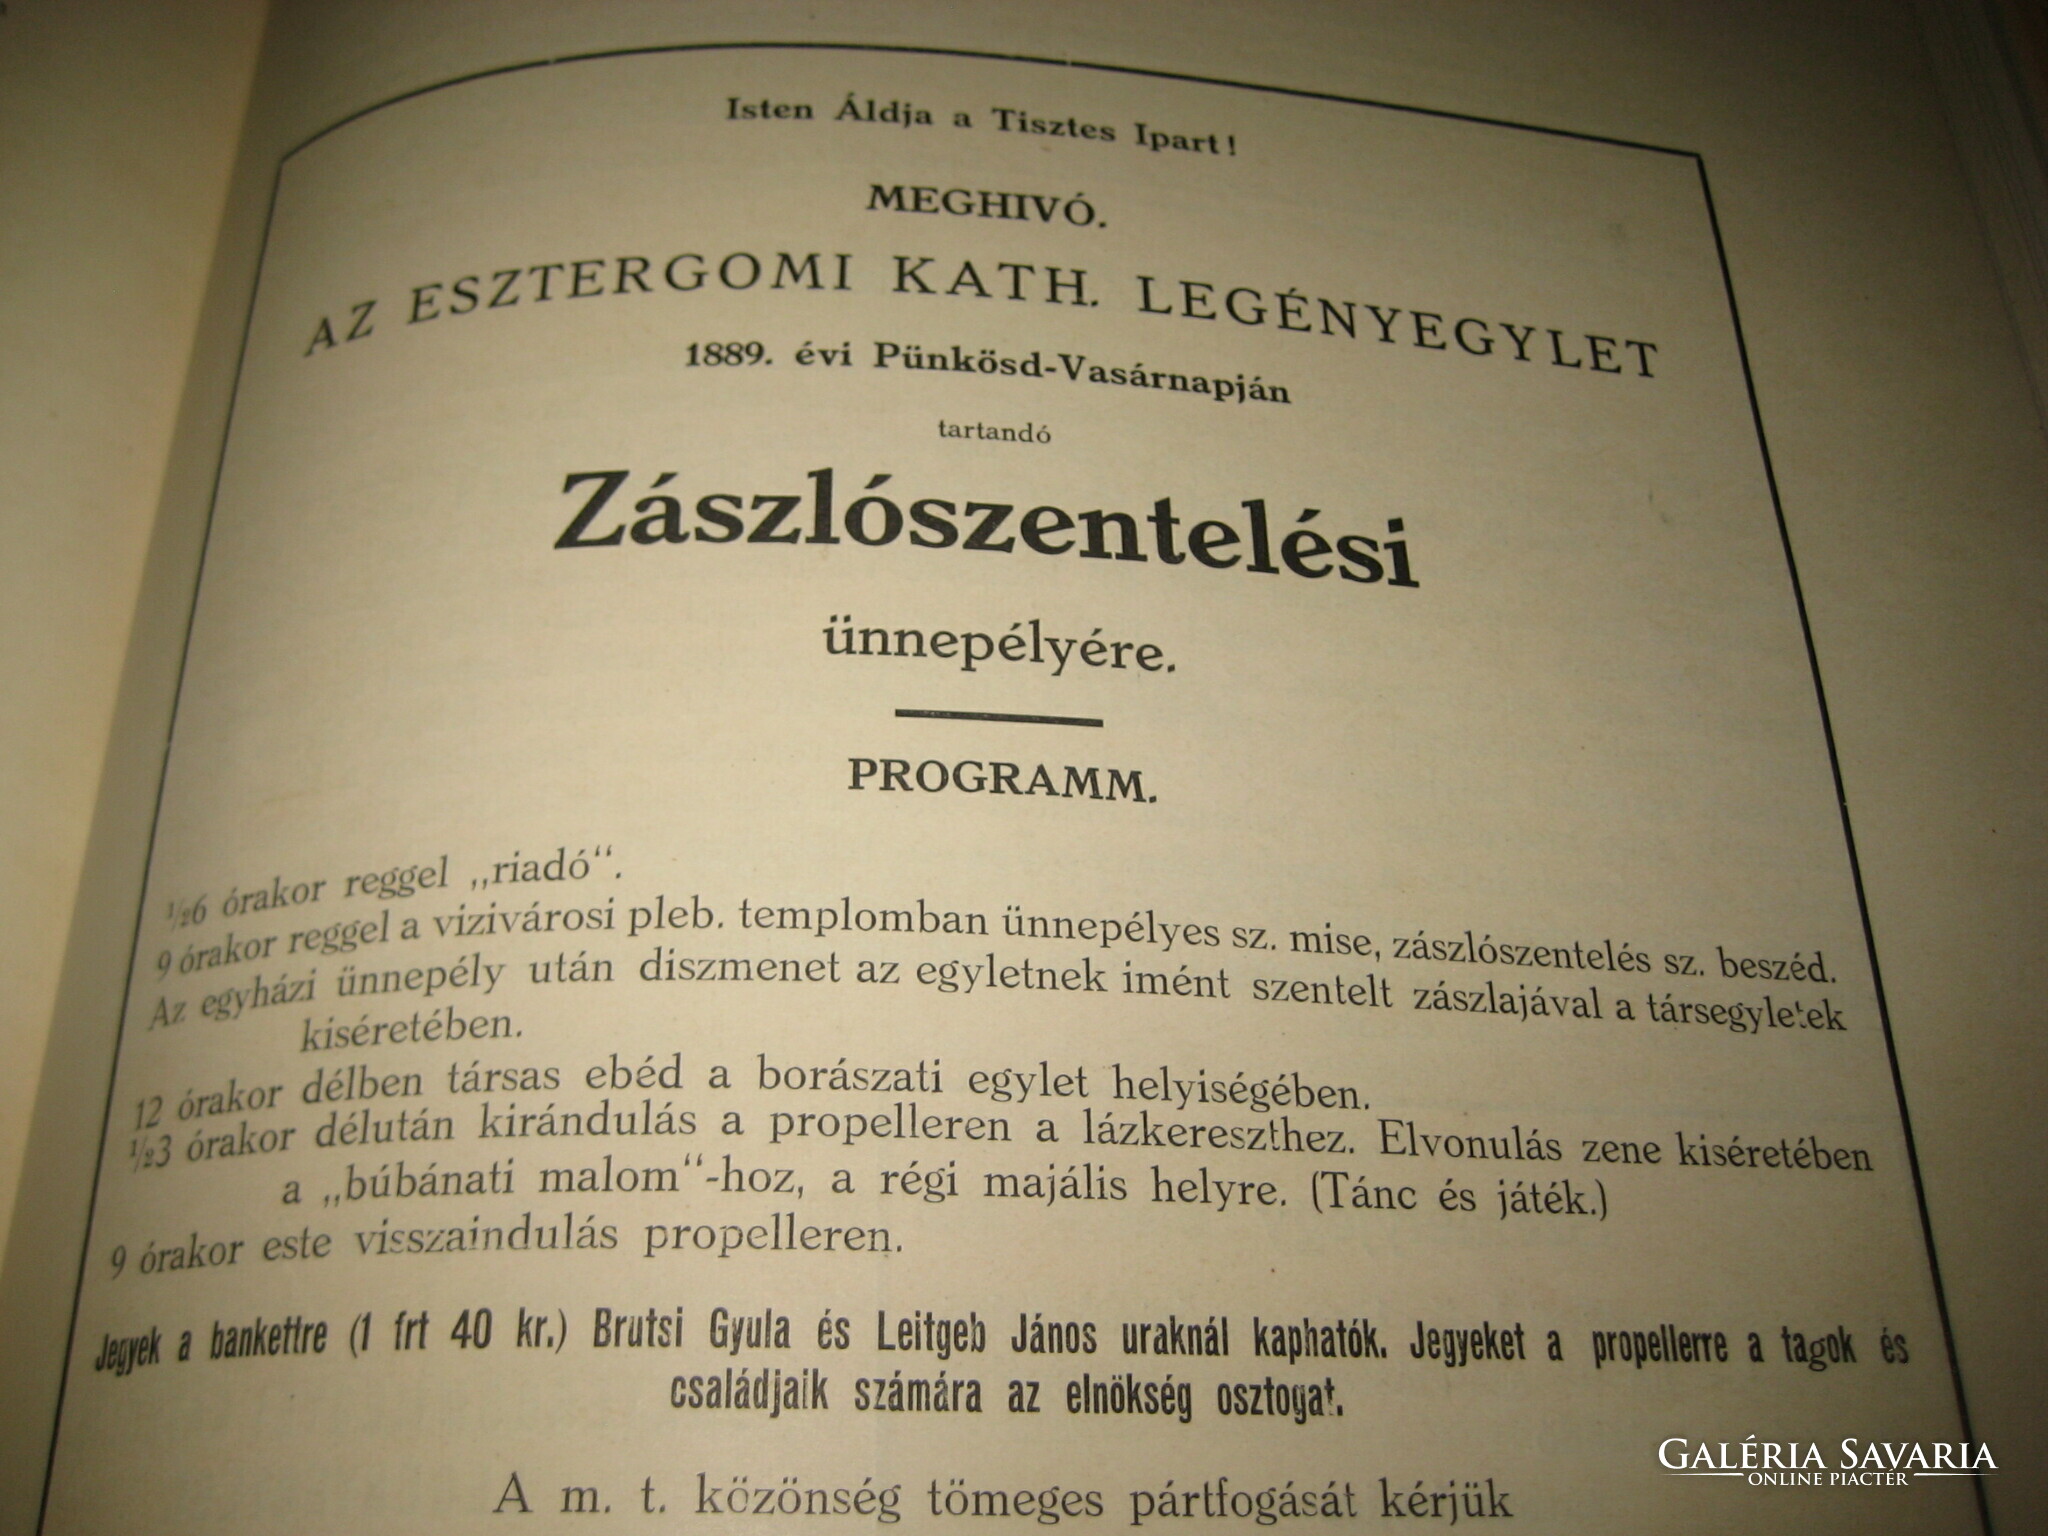 Isten Áldja a Tisztes Ipart!
MEGHIVÓ.
AZ ESZTERGOMI KATH. LEGÉNYEGYLET
1889. évi Pünkösd-Vasárnapján
tartandó
Zászlószentelési
ünnepélyére.
PROGRAMM.
½6 órakor reggel „riadó“.
9 órakor reggel a vizivárosi pleb. templomban ünnepélyes sz. mise, zászlószentelés sz. beszéd.
Az egyházi ünnepély után diszmenet az egyletnek imént szentelt zászlajával a társegyletek
kiséretében.
12 órakor délben társas ebéd a borászati egylet helyiségében.
½3 órakor délután kirándulás a propelleren a lázkereszthez. Elvonulás zene kiséretében
a „búbánati malom“-hoz, a régi majális helyre. (Tánc és játék.)
9 órakor este visszaindulás propelleren.
Jegyek a bankettre (1 frt 40 kr.) Brutsi Gyula és Leitgeb János uraknál kaphatók. Jegyeket a propellerre a tagok és
családjaik számára az elnökség osztogat.
A m. t. közönség tömeges pártfogását kérjük
GALÉRIA SAVARIA
ONLINE PIACTÉR